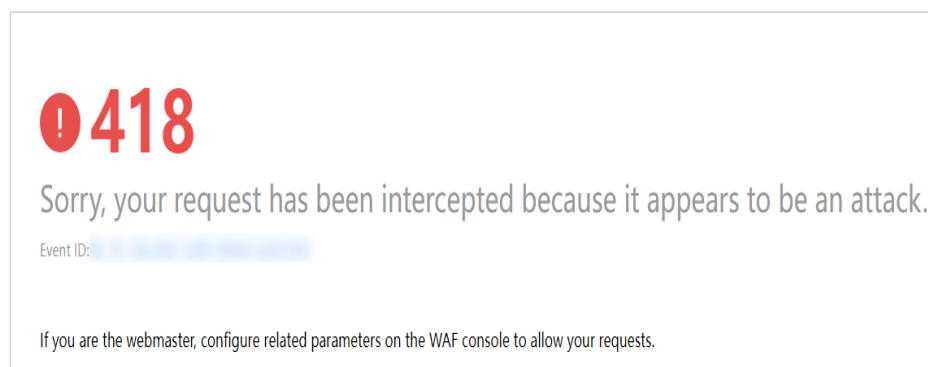 418
Sorry, your request has been intercepted because it appears to be an attack.
Event ID:
If you are the webmaster, configure related parameters on the WAF console to allow your requests.